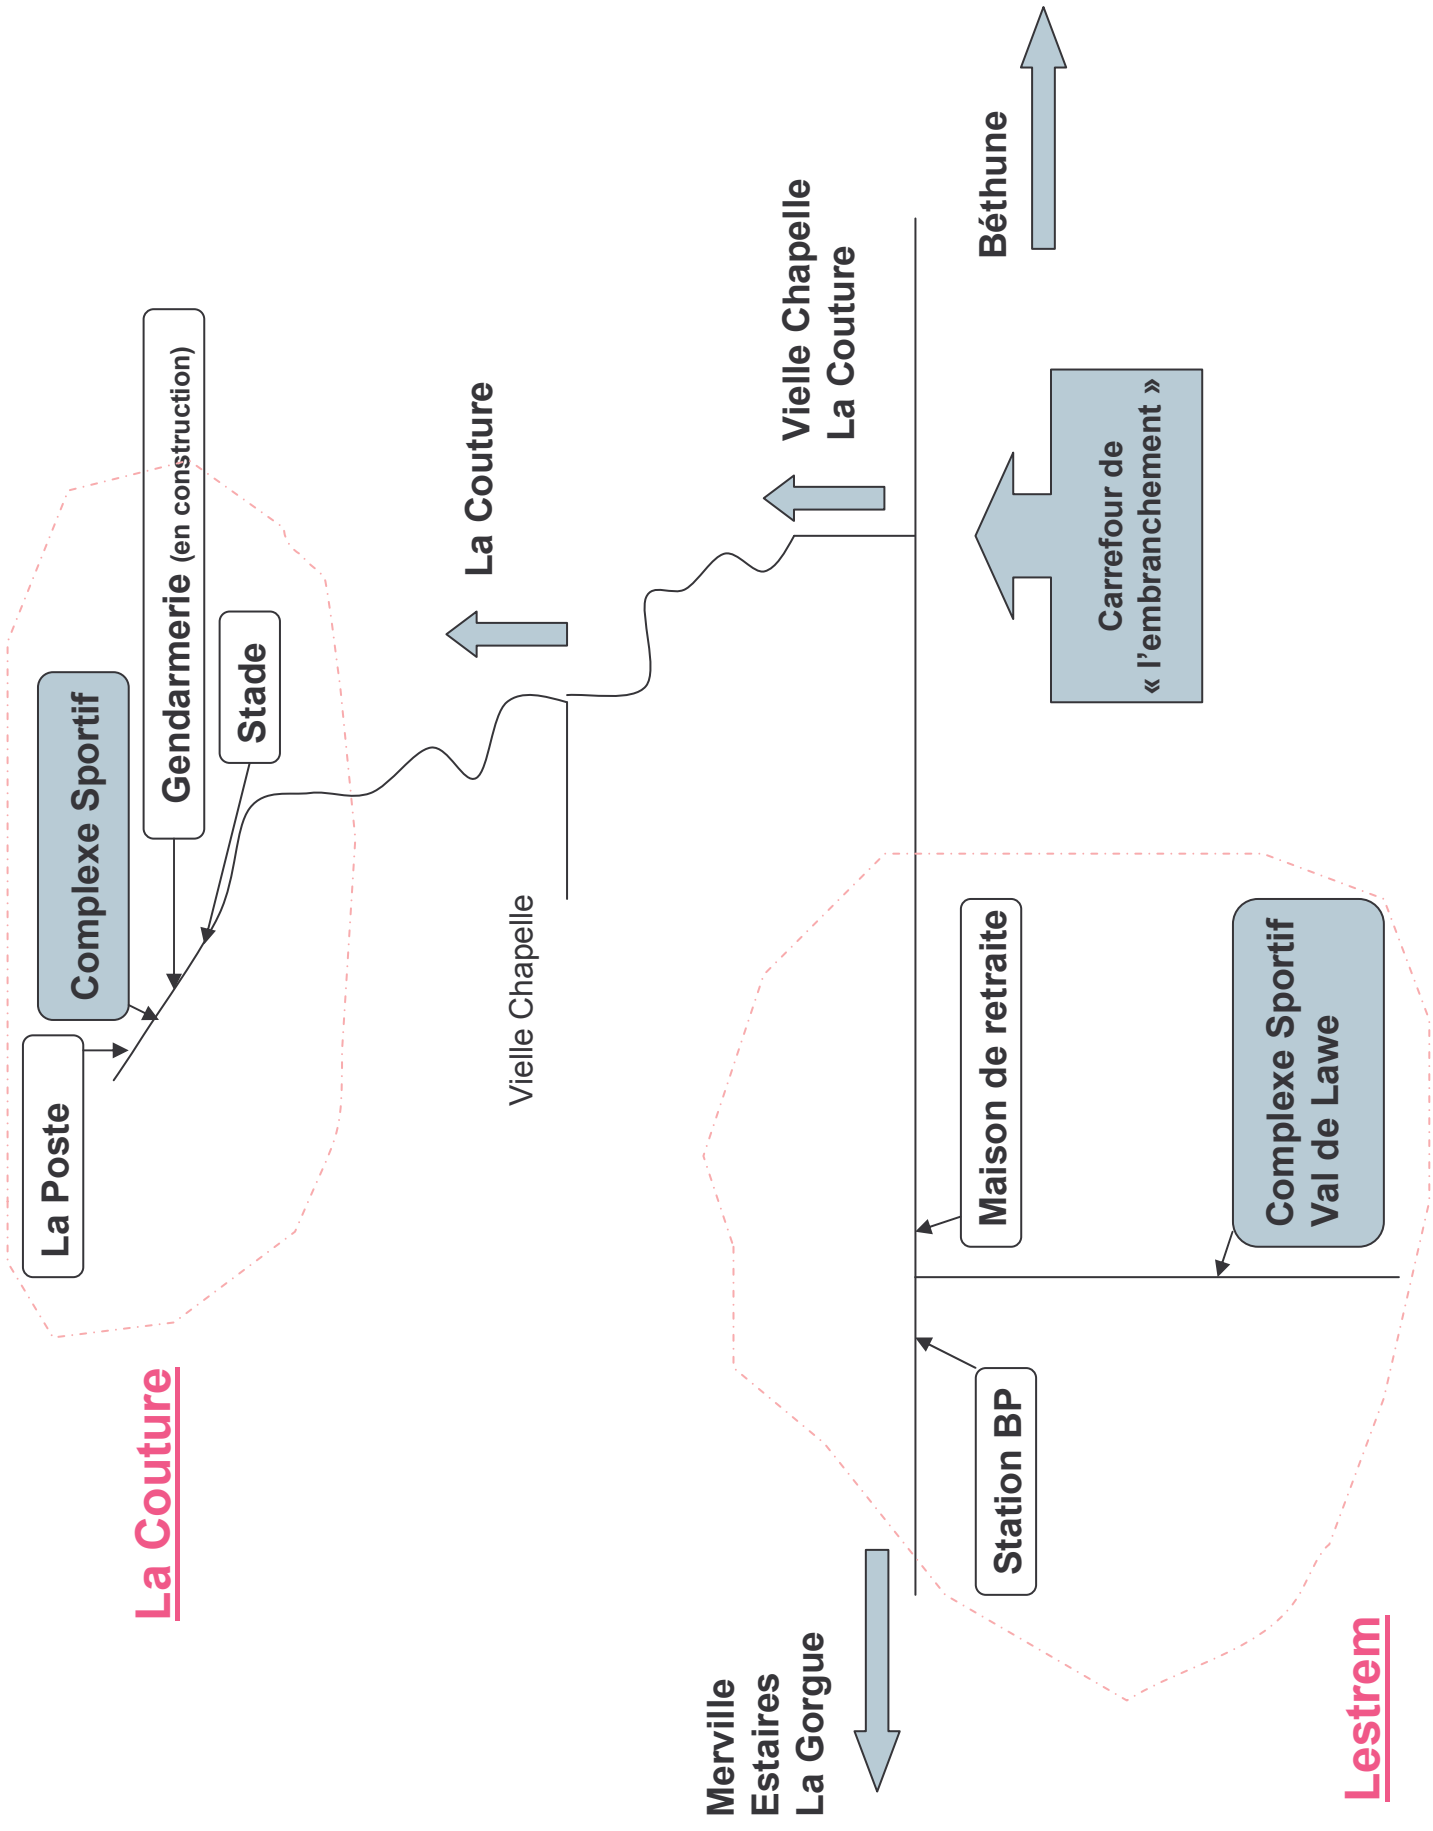 La Couture
La Poste
Complexe Sportif
Gendarmerie (en construction)
Stade
La Couture
Vielle Chapelle
Vielle Chapelle
La Couture
Merville
Estaires
La Gorgue
Béthune
Station BP
Maison de retraite
Carrefour de
« l’embranchement »
Complexe Sportif
Val de Lawe
Lestrem